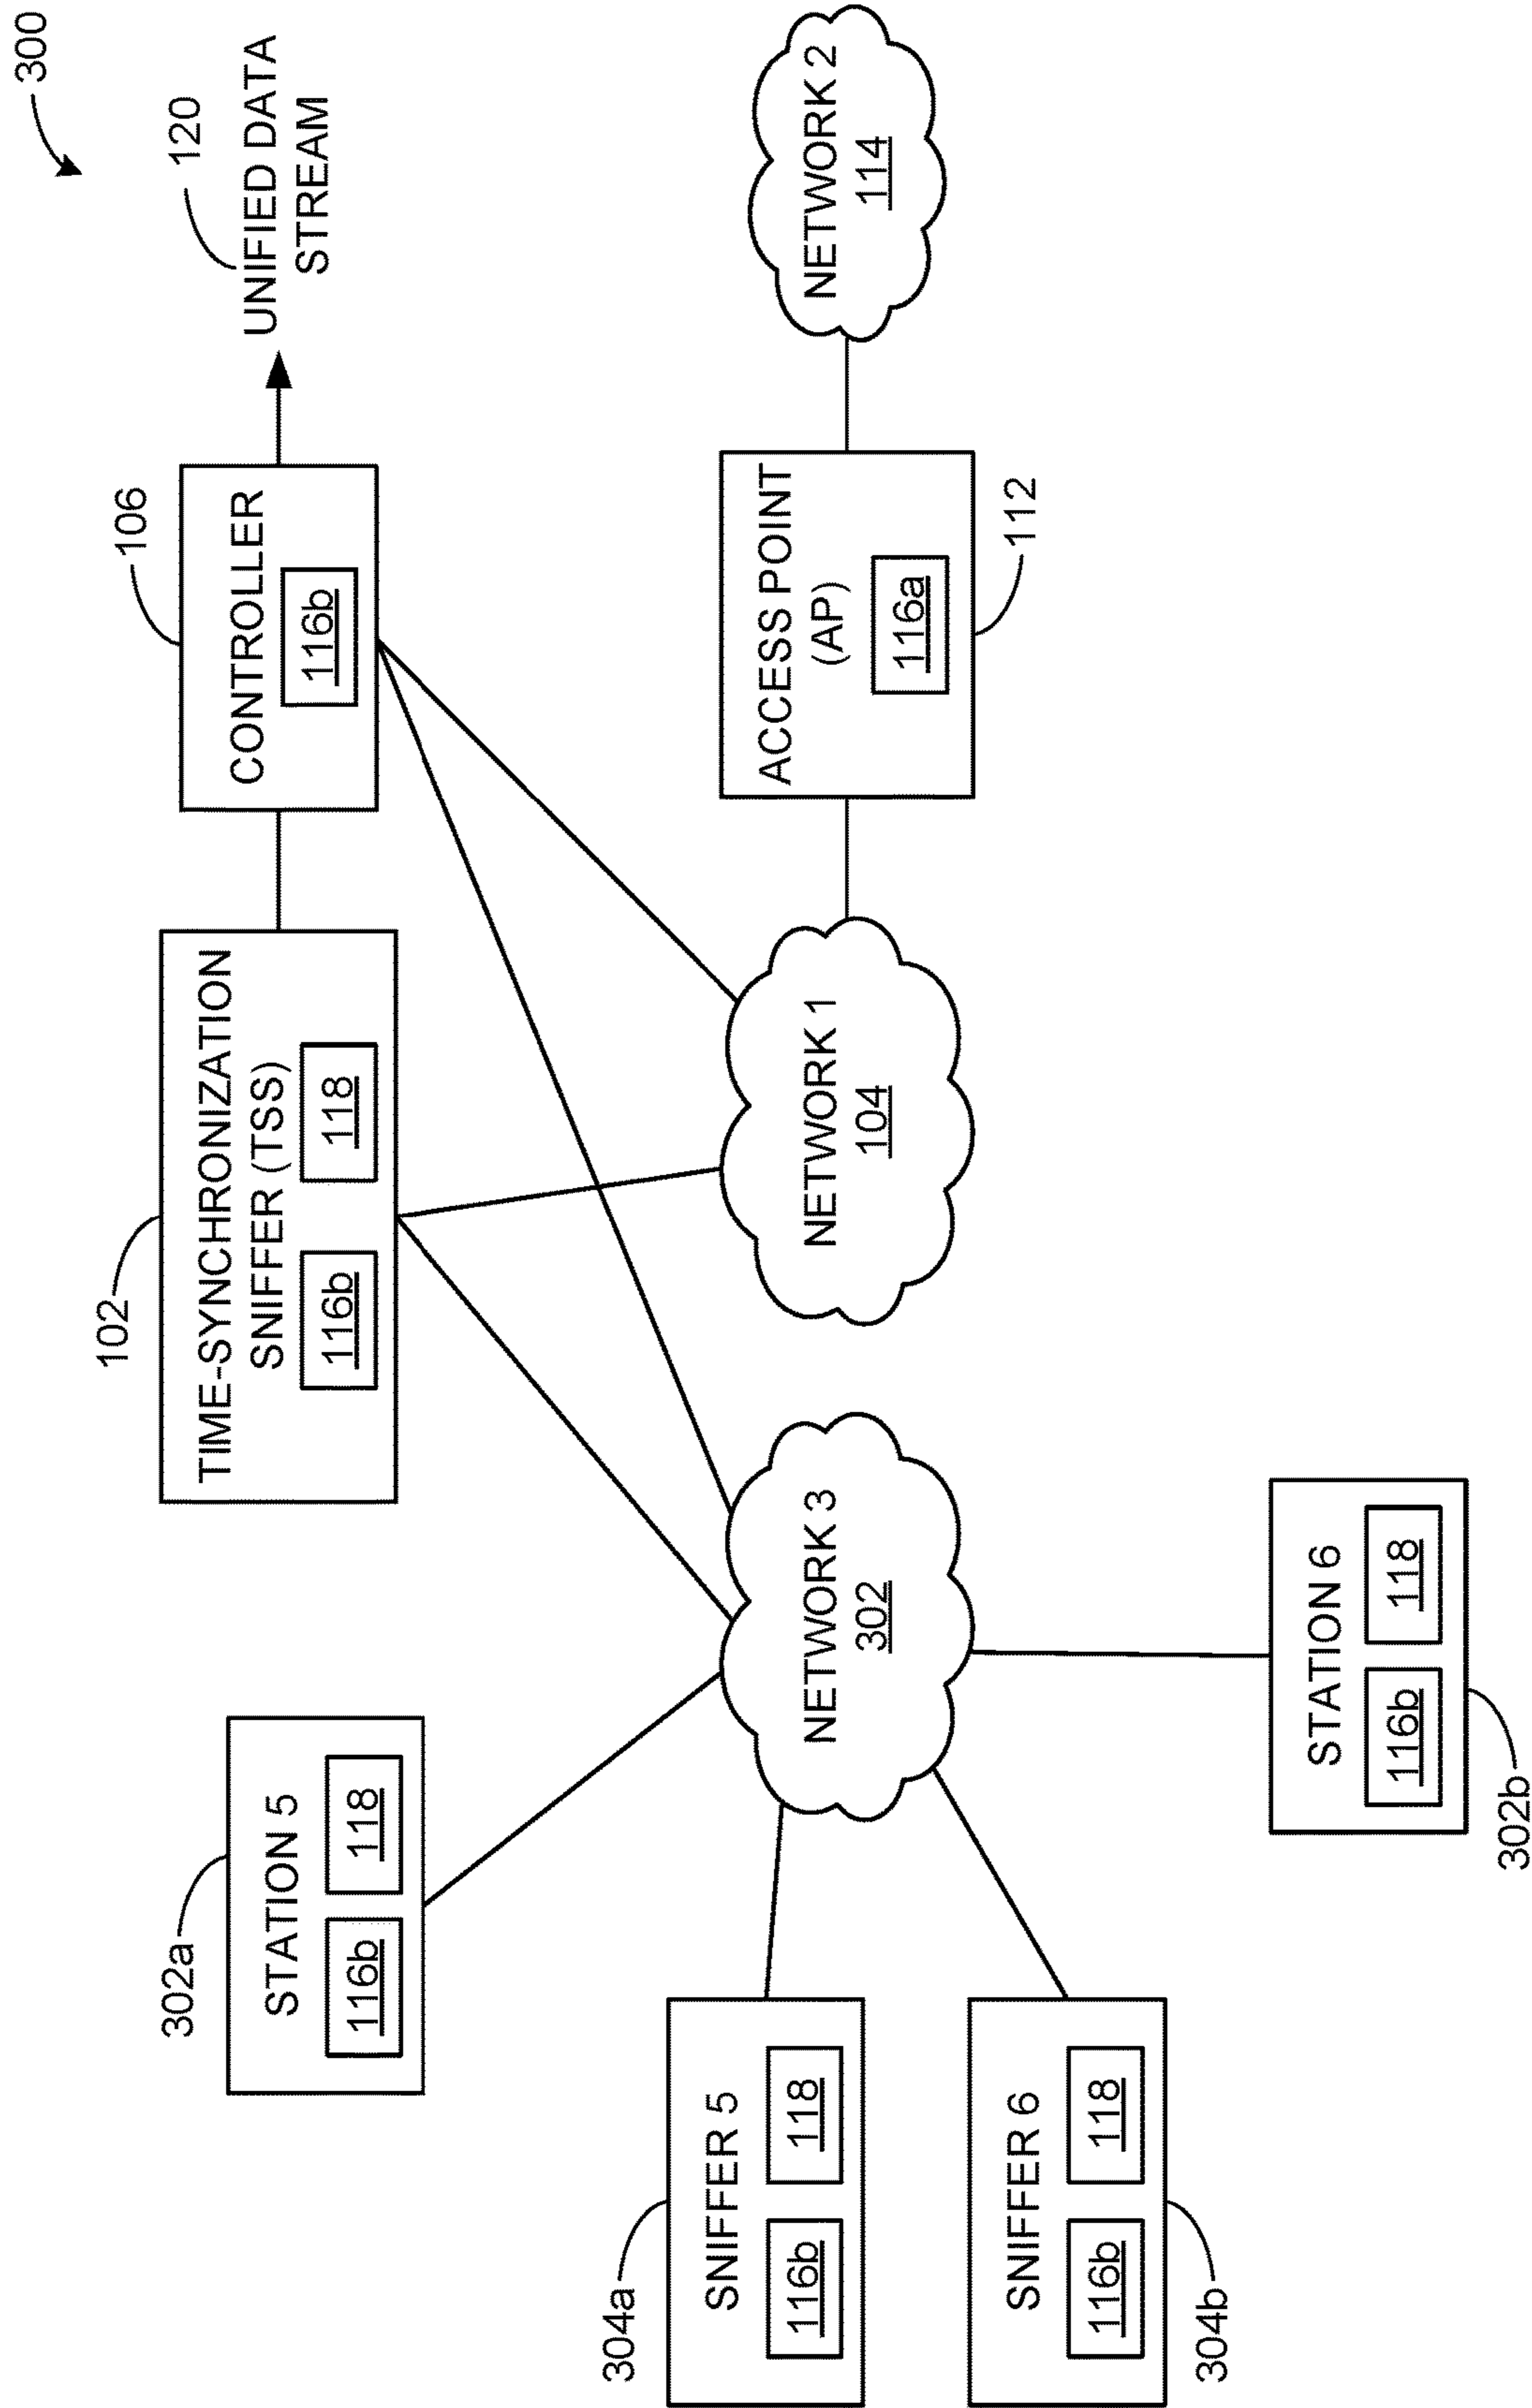 300
120
UNIFIED DATA
STREAM
106
CONTROLLER
116b
102
TIME-SYNCHRONIZATION
SNIFFER (TSS)
116b
118
302a
STATION 5
116b
118
304a
SNIFFER 5
116b
118
304b
SNIFFER 6
116b
118
NETWORK 3
302
NETWORK 1
104
ACCESS POINT
(AP)
116a
112
NETWORK 2
114
STATION 6
116b
118
302b